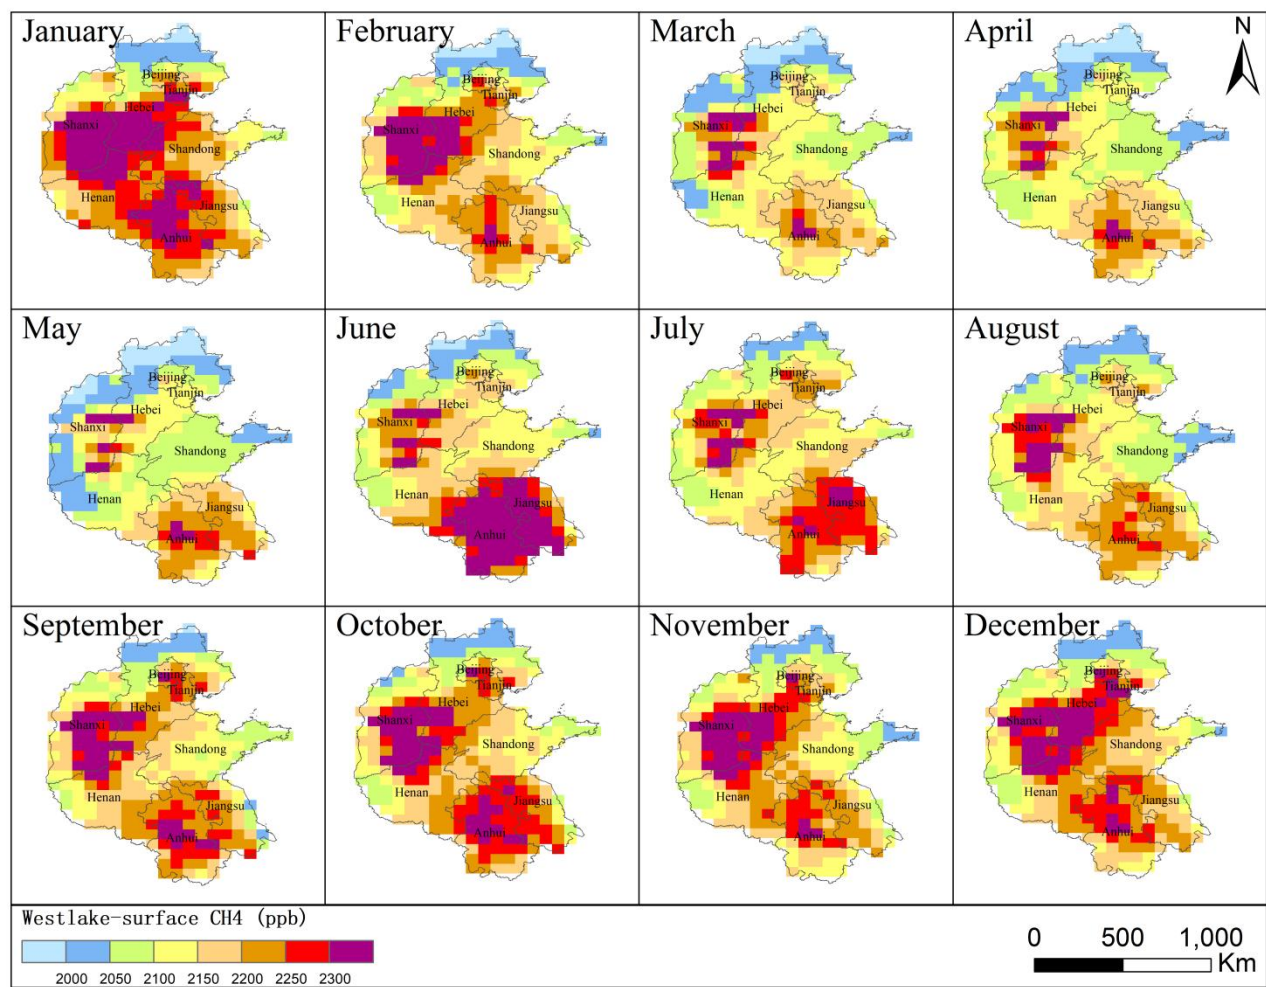 January
Beijing
Tianjin
Hebei
Shanxi
Shandong
Henan
Jiangsu
Anhui
February
Beijing
Tianjin
Hebei
Shanxi
Shandong
Henan
Jiangsu
Anhui
March
Beijing
Tianjin
Hebei
Shanxi
Shandong
Henan
Jiangsu
Anhui
April
N
Beijing
Tianjin
Hebei
Shanxi
Shandong
Henan
Jiangsu
Anhui
May
Beijing
Tianjin
Hebei
Shanxi
Shandong
Henan
Jiangsu
Anhui
June
Beijing
Tianjin
Hebei
Shanxi
Shandong
Henan
Jiangsu
Anhui
July
Beijing
Tianjin
Hebei
Shanxi
Shandong
Henan
Jiangsu
Anhui
August
Beijing
Tianjin
Hebei
Shanxi
Shandong
Henan
Jiangsu
Anhui
September
Beijing
Tianjin
Hebei
Shanxi
Shandong
Henan
Jiangsu
Anhui
October
Beijing
Tianjin
Hebei
Shanxi
Shandong
Henan
Jiangsu
Anhui
November
Beijing
Tianjin
Hebei
Shanxi
Shandong
Henan
Jiangsu
Anhui
December
Beijing
Tianjin
Hebei
Shanxi
Shandong
Henan
Jiangsu
Anhui
Westlake-surface CH4 (ppb)
2000 2050 2100 2150 2200 2250 2300
0 500 1,000
Km